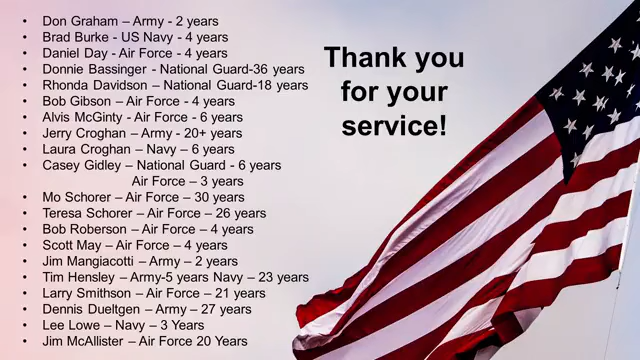 • Don Graham – Army - 2 years
• Brad Burke - US Navy - 4 years
• Daniel Day - Air Force - 4 years
• Donnie Bassinger - National Guard-36 years
• Rhonda Davidson – National Guard-18 years
• Bob Gibson – Air Force - 4 years
• Alvis McGinty - Air Force - 6 years
• Jerry Croghan – Army - 20+ years
• Laura Croghan – Navy – 6 years
• Casey Gidley – National Guard - 6 years
Air Force – 3 years
• Mo Schorer – Air Force – 30 years
• Teresa Schorer – Air Force – 26 years
• Bob Roberson – Air Force – 4 years
• Scott May – Air Force – 4 years
• Jim Mangiacotti – Army – 2 years
• Tim Hensley – Army-5 years Navy – 23 years
• Larry Smithson – Air Force – 21 years
• Dennis Dueltgen – Army – 27 years
• Lee Lowe – Navy – 3 Years
• Jim McAllister – Air Force 20 Years
Thank you
for your
service!